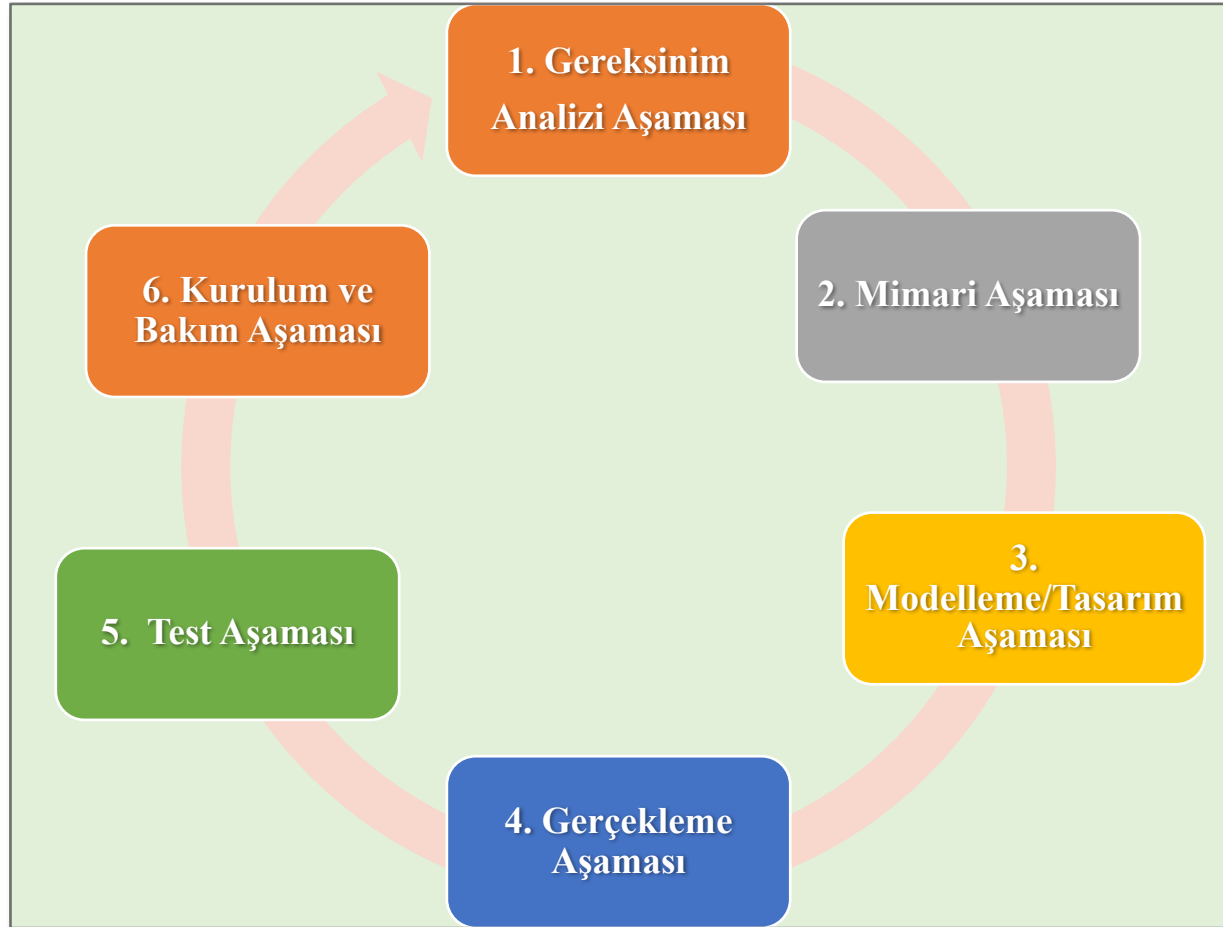 1. Gereksinim
Analizi Aşaması
2. Mimari Aşaması
3.
Modelleme/Tasarım
Aşaması
4. Gerçekleme
Aşaması
5. Test Aşaması
6. Kurulum ve
Bakım Aşaması